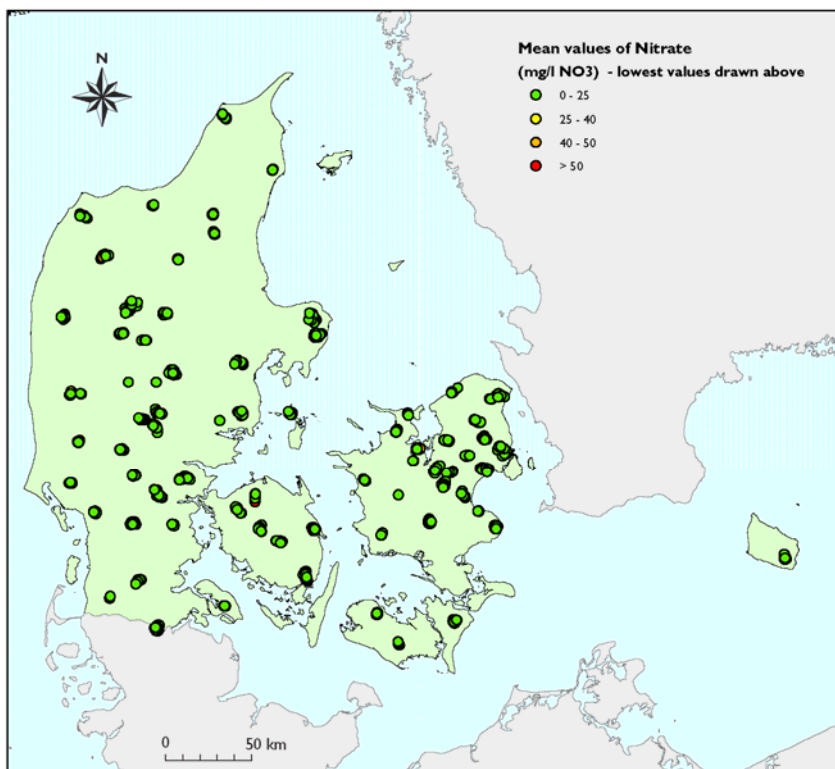 Mean values of Nitrate
(mg/l NO3) - lowest values drawn above
N
0 - 25
25 - 40
40 - 50
> 50
0 50 km